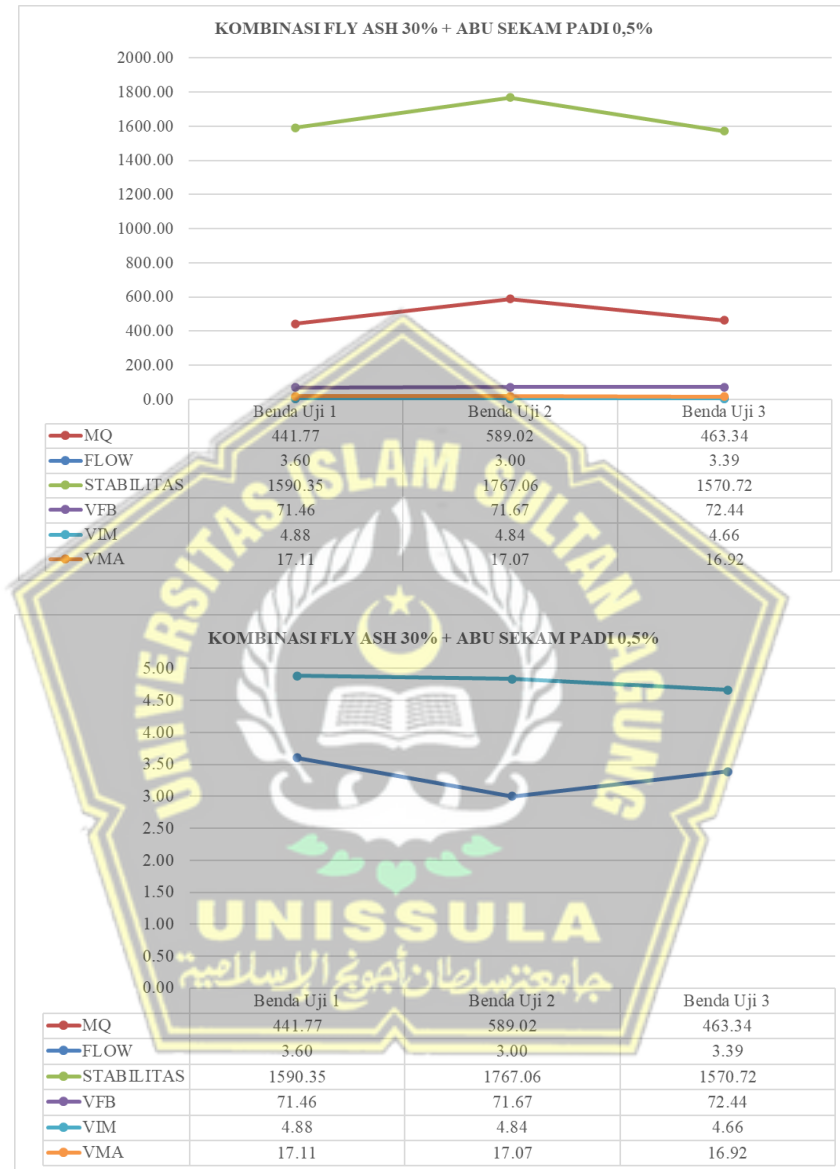 KOMBINASI FLY ASH 30% + ABU SEKAM PADI 0,5%
2000.00
1800.00
1600.00
1400.00
1200.00
1000.00
800.00
600.00
400.00
200.00
0.00
Benda Uji 1 Benda Uji 2 Benda Uji 3
MQ 441.77 589.02 463.34
FLOW 3.60 3.00 3.39
STABILITAS 1590.35 1767.06 1570.72
VFB 71.46 71.67 72.44
VIM 4.88 4.84 4.66
VMA 17.11 17.07 16.92
UNIVERSITAS ISLAM SULTAN AGUNG
KOMBINASI FLY ASH 30% + ABU SEKAM PADI 0,5%
5.00
4.50
4.00
3.50
3.00
2.50
2.00
1.50
1.00
0.50
0.00
UNISSULA
جامعتسلطان أجونج الإسلامية
Benda Uji 1 Benda Uji 2 Benda Uji 3
MQ 441.77 589.02 463.34
FLOW 3.60 3.00 3.39
STABILITAS 1590.35 1767.06 1570.72
VFB 71.46 71.67 72.44
VIM 4.88 4.84 4.66
VMA 17.11 17.07 16.92